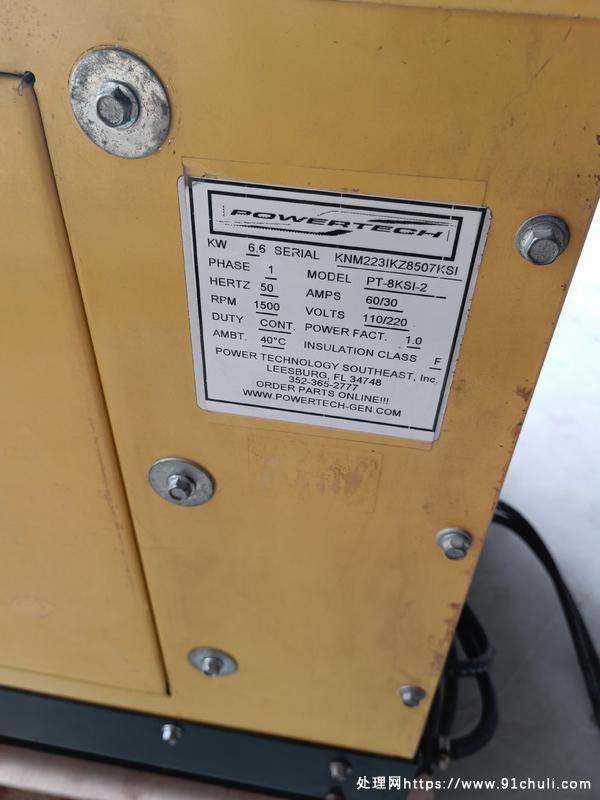 POWERTECH
KW 6.6 SERIAL KNM223IKZ8507KSI
PHASE 1 MODEL PT-8KSI-2
HERTZ 50 AMPS 60/30
RPM 1500 VOLTS 110/220
DUTY CONT. POWER FACT. 1.0
AMBT. 40°C INSULATION CLASS F
POWER TECHNOLOGY SOUTHEAST, Inc.
LEESBURG, FL 34748
352-365-2777
ORDER PARTS ONLINE!!!
WWW.POWERTECH-GEN.COM
处理网https://www.91chuli.com